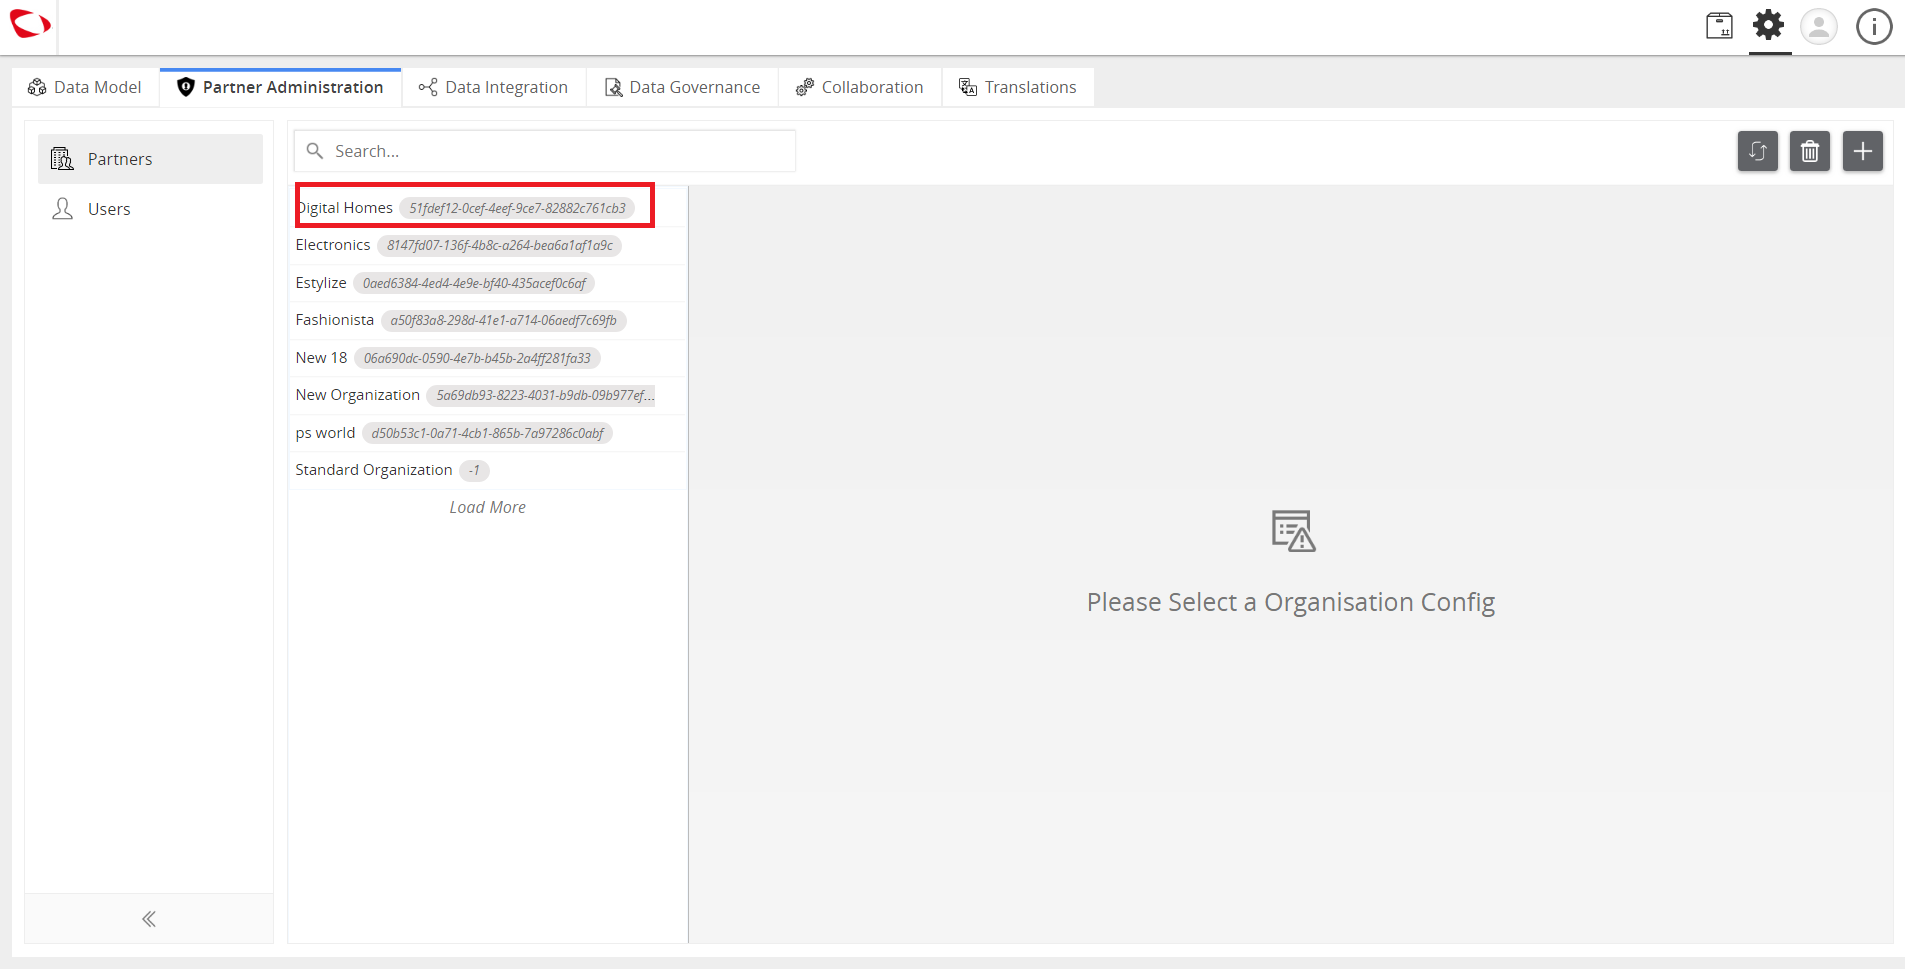 Data Model
Partner Administration
Data Integration
Data Governance
Collaboration
Translations
Partners
Users
Search...
Digital Homes 51fdef12-0cef-4eef-9ce7-82882c761cb3
Electronics 8147fd07-136f-4b8c-a264-bea6a1af1a9c
Estylize 0aed6384-4ed4-4e9e-bf40-435acef0c6af
Fashionista a50f83a8-298d-41e1-a714-06aedf7c69fb
New 18 06a690dc-0590-4e7b-b45b-2a4ff281fa33
New Organization 5a69db93-8223-4031-b9db-09b977ef...
ps world d50b53c1-0a71-4cb1-865b-7a97286c0abf
Standard Organization -1
Load More
Please Select a Organisation Config